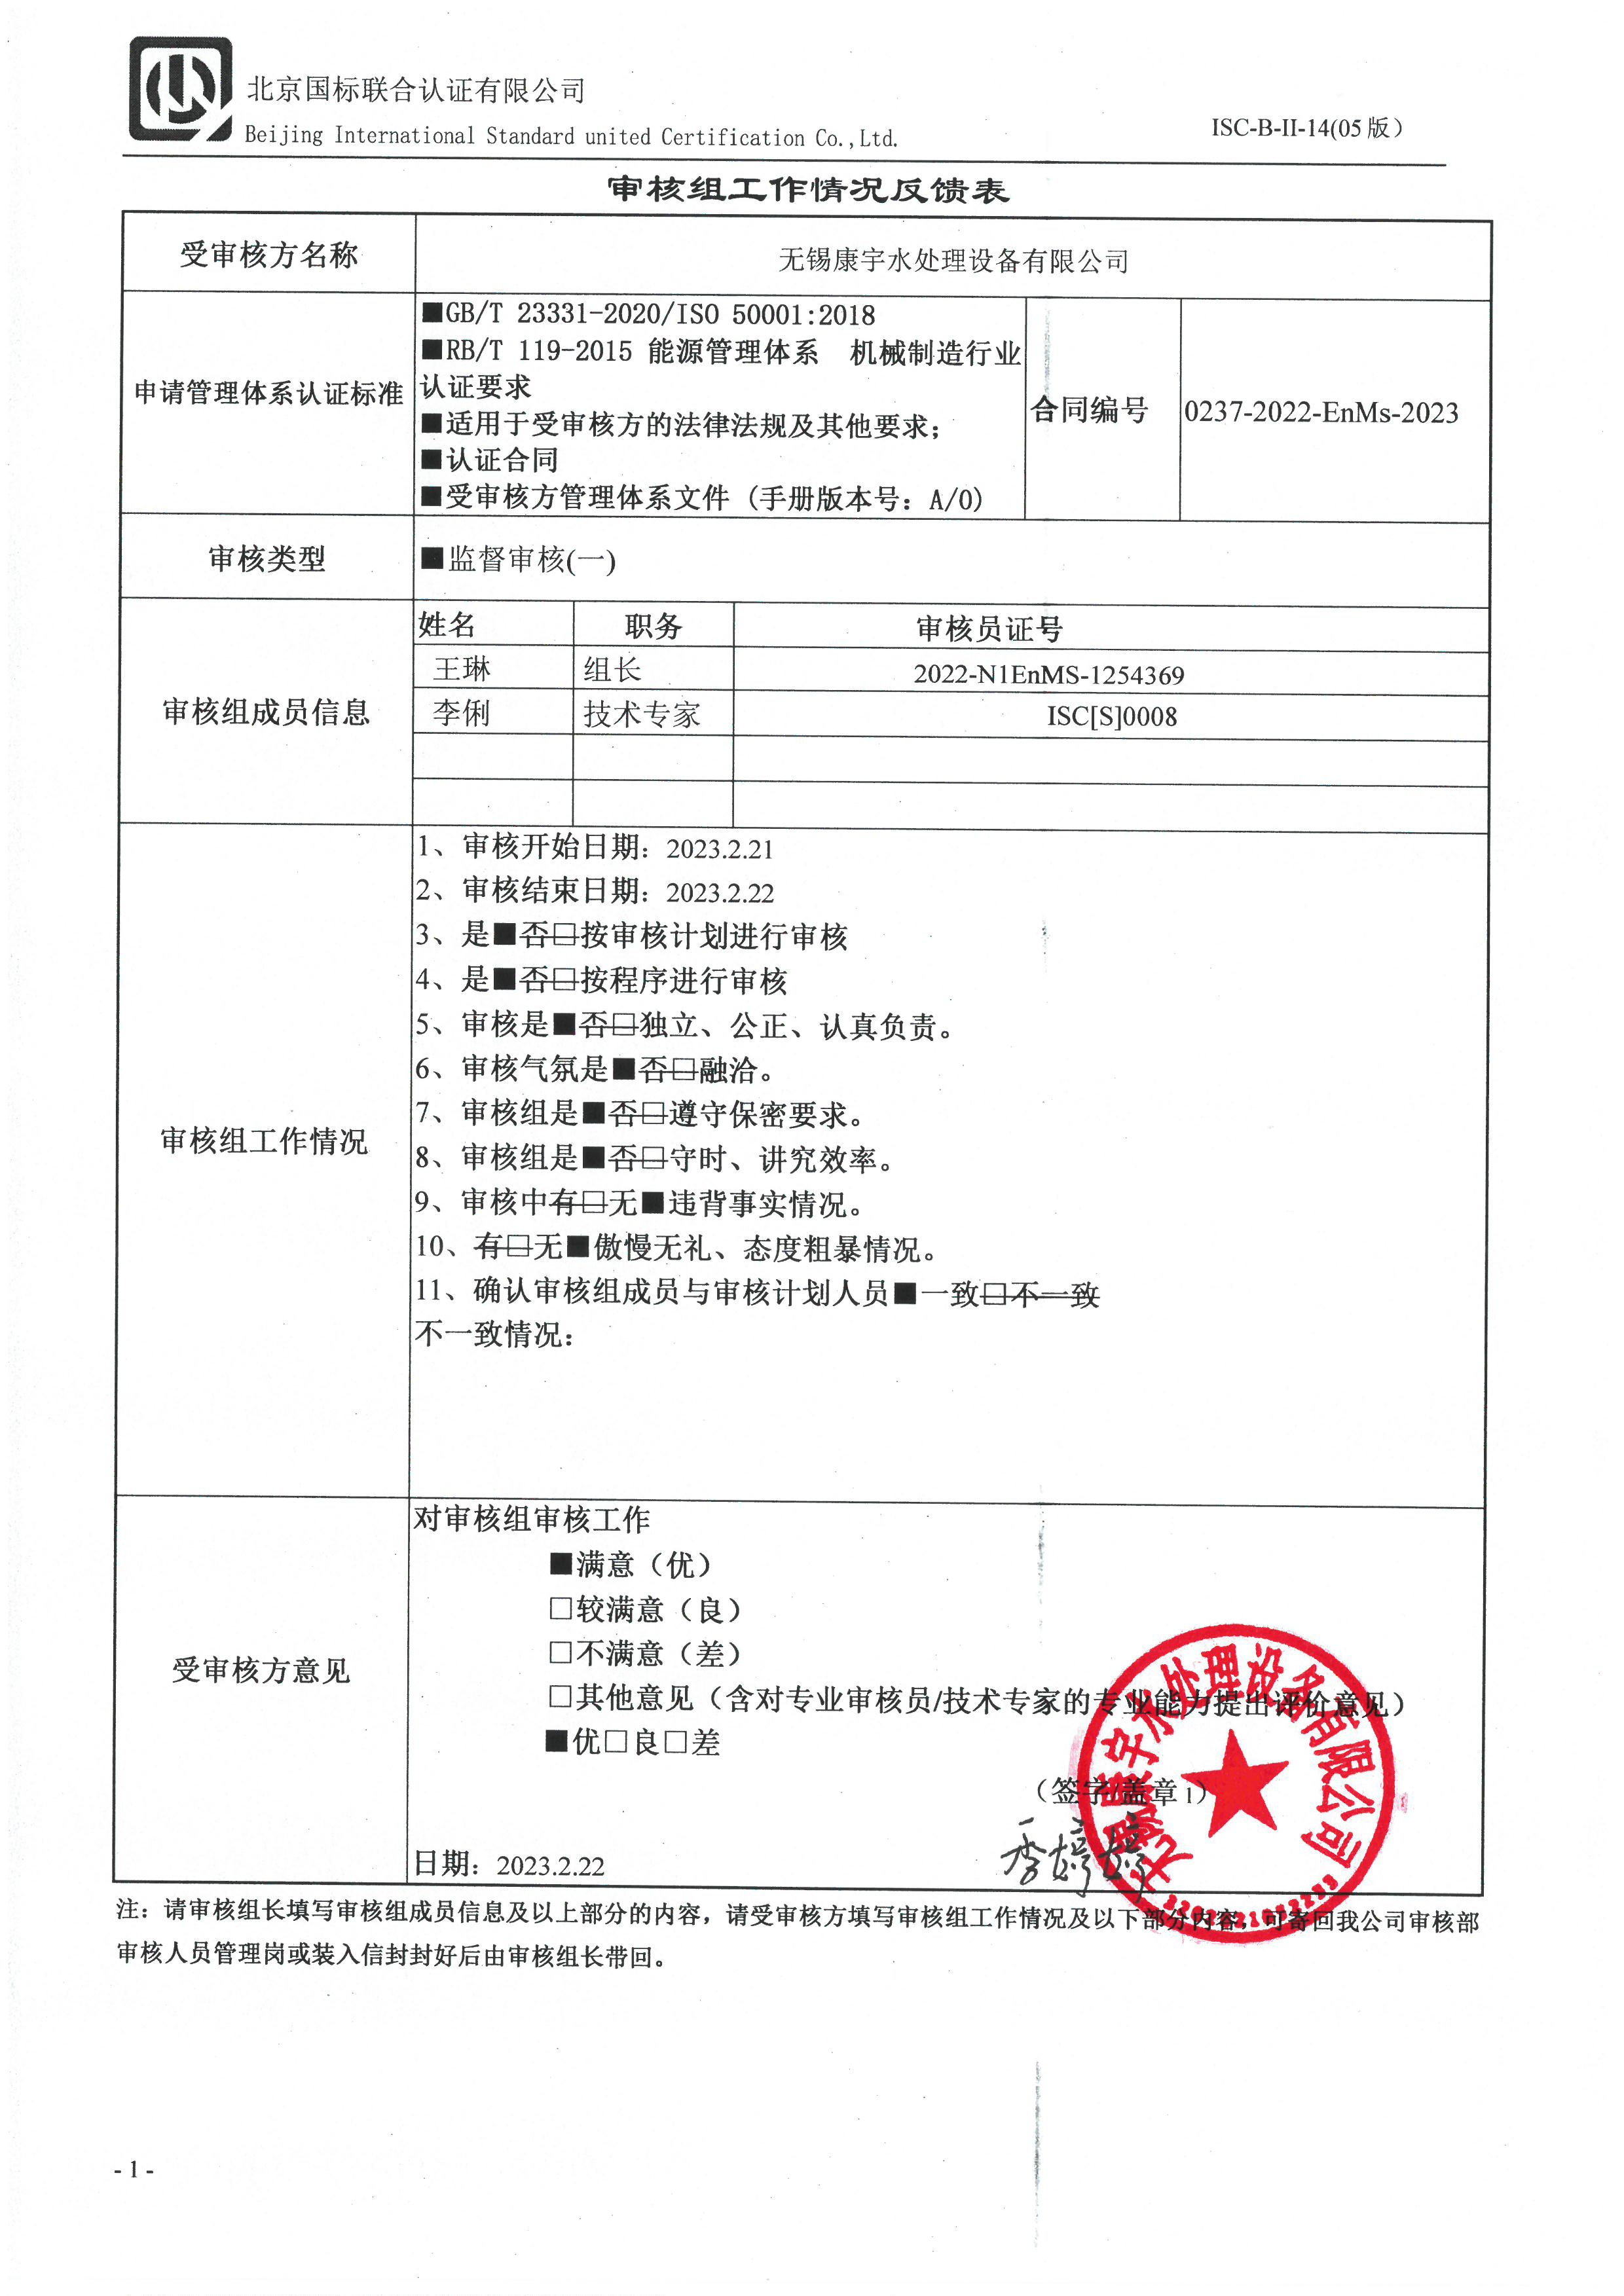 北京国标联合认证有限公司
Beijing International Standard united Certification Co.,Ltd.
ISC-B-II-14(05版)
审核组工作情况反馈表
受审核方名称
无锡康宇水处理设备有限公司
申请管理体系认证标准
■GB/T 23331-2020/ISO 50001:2018
■RB/T 119-2015 能源管理体系 机械制造行业
认证要求
■适用于受审核方的法律法规及其他要求;
■认证合同
■受审核方管理体系文件 (手册版本号: A/0)
合同编号
0237-2022-EnMs-2023
审核类型
■监督审核(一)
审核组成员信息
姓名 职务 审核员证号
王琳 组长 2022-N1EnMS-1254369
李俐 技术专家 ISC[S]0008
审核组工作情况
1、审核开始日期: 2023.2.21
2、审核结束日期: 2023.2.22
3、是■否□按审核计划进行审核
4、是■否□按程序进行审核
5、审核是■否□独立、公正、认真负责。
6、审核气氛是■否□融洽。
7、审核组是■否□遵守保密要求。
8、审核组是■否□守时、讲究效率。
9、审核中有□无■违背事实情况。
10、有□无■傲慢无礼、态度粗暴情况。
11、确认审核组成员与审核计划人员■一致□不一致
不一致情况:
受审核方意见
对审核组审核工作
■满意（优）
□较满意（良）
□不满意（差）
□其他意见（含对专业审核员/技术专家的专业能力提出评价意见）
■优□良□差
（签字/盖章1）
季婷婷
无锡康宇水处理设备有限公司
日期: 2023.2.22
注: 请审核组长填写审核组成员信息及以上部分的内容, 请受审核方填写审核组工作情况及以下部分内容, 可寄回我公司审核部
审核人员管理岗或装入信封封好后由审核组长带回。
- 1 -